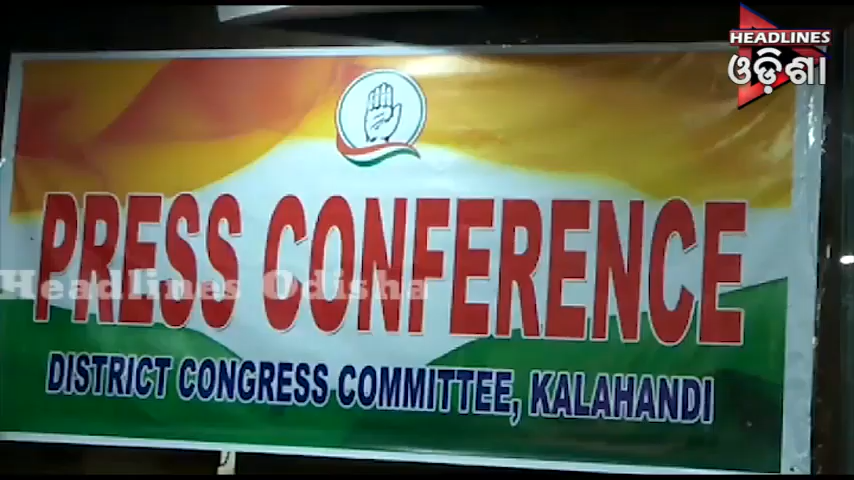 HEADLINES
ଓଡ଼ିଶା
PRESS CONFERENCE
Headlines Odisha
DISTRICT CONGRESS COMMITTEE, KALAHANDI